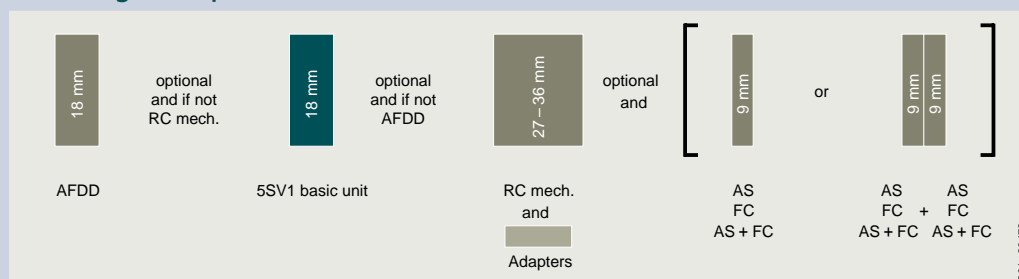 18 mm
optional
and if not
RC mech.
18 mm
optional
and if not
AFDD
27 – 36 mm
optional
and
9 mm
or
9 mm
9 mm
AFDD
5SV1 basic unit
RC mech.
and
Adapters
AS
FC
AS + FC
AS AS
FC + FC
AS + FC AS + FC